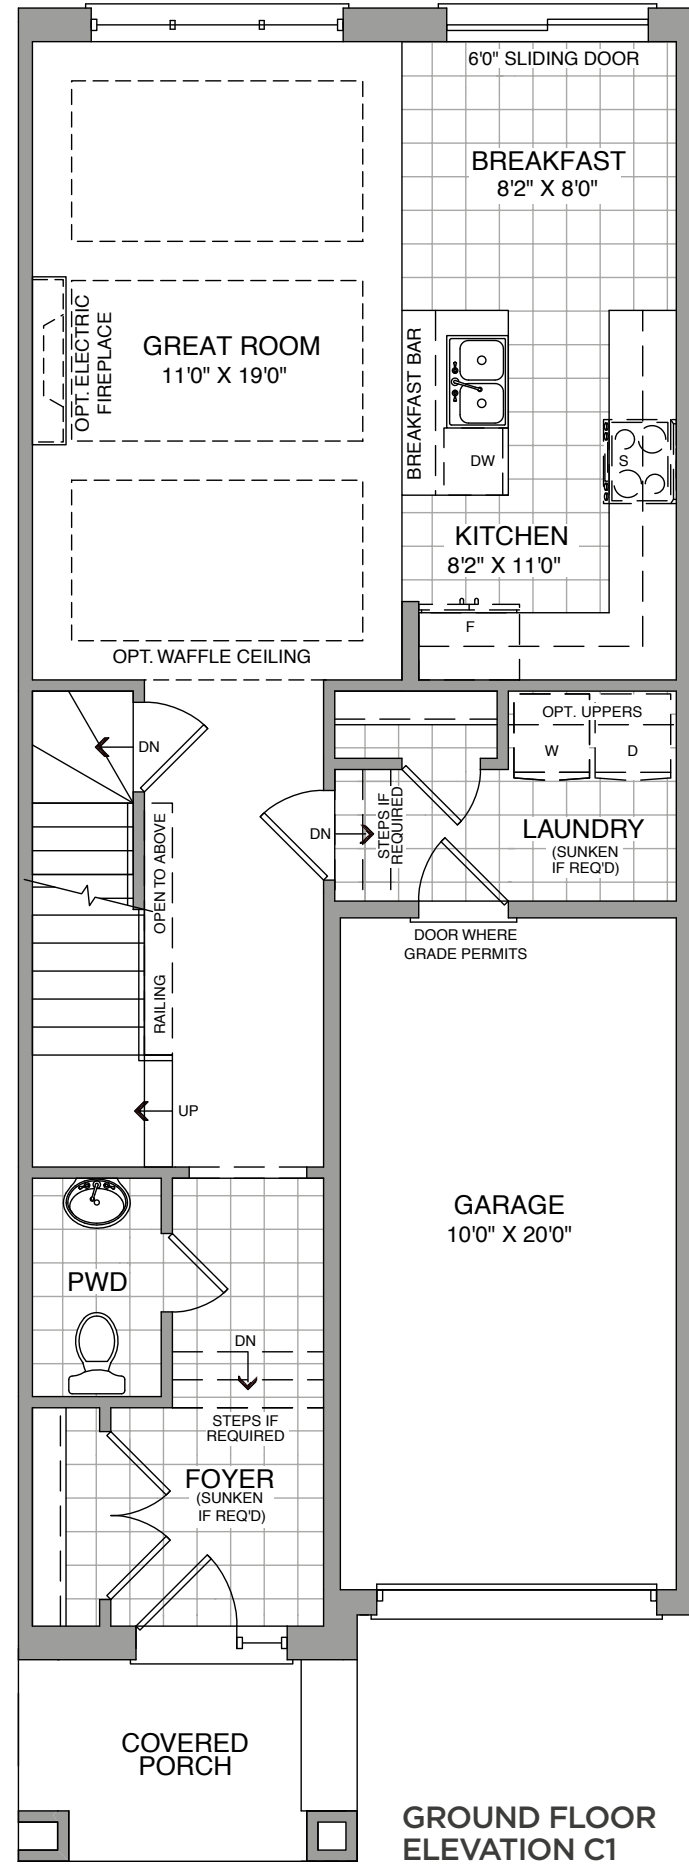 6'0" SLIDING DOOR
BREAKFAST
8'2" X 8'0"
OPT. ELECTRIC
FIREPLACE
GREAT ROOM
11'0" X 19'0"
BREAKFAST BAR
DW
S
KITCHEN
8'2" X 11'0"
F
OPT. WAFFLE CEILING
DN
OPT. UPPERS
W
D
DN
STEPS IF
REQUIRED
LAUNDRY
(SUNKEN
IF REQ'D)
OPEN TO ABOVE
RAILING
DOOR WHERE
GRADE PERMITS
UP
GARAGE
10'0" X 20'0"
PWD
DN
STEPS IF
REQUIRED
FOYER
(SUNKEN
IF REQ'D)
COVERED
PORCH
GROUND FLOOR
ELEVATION C1